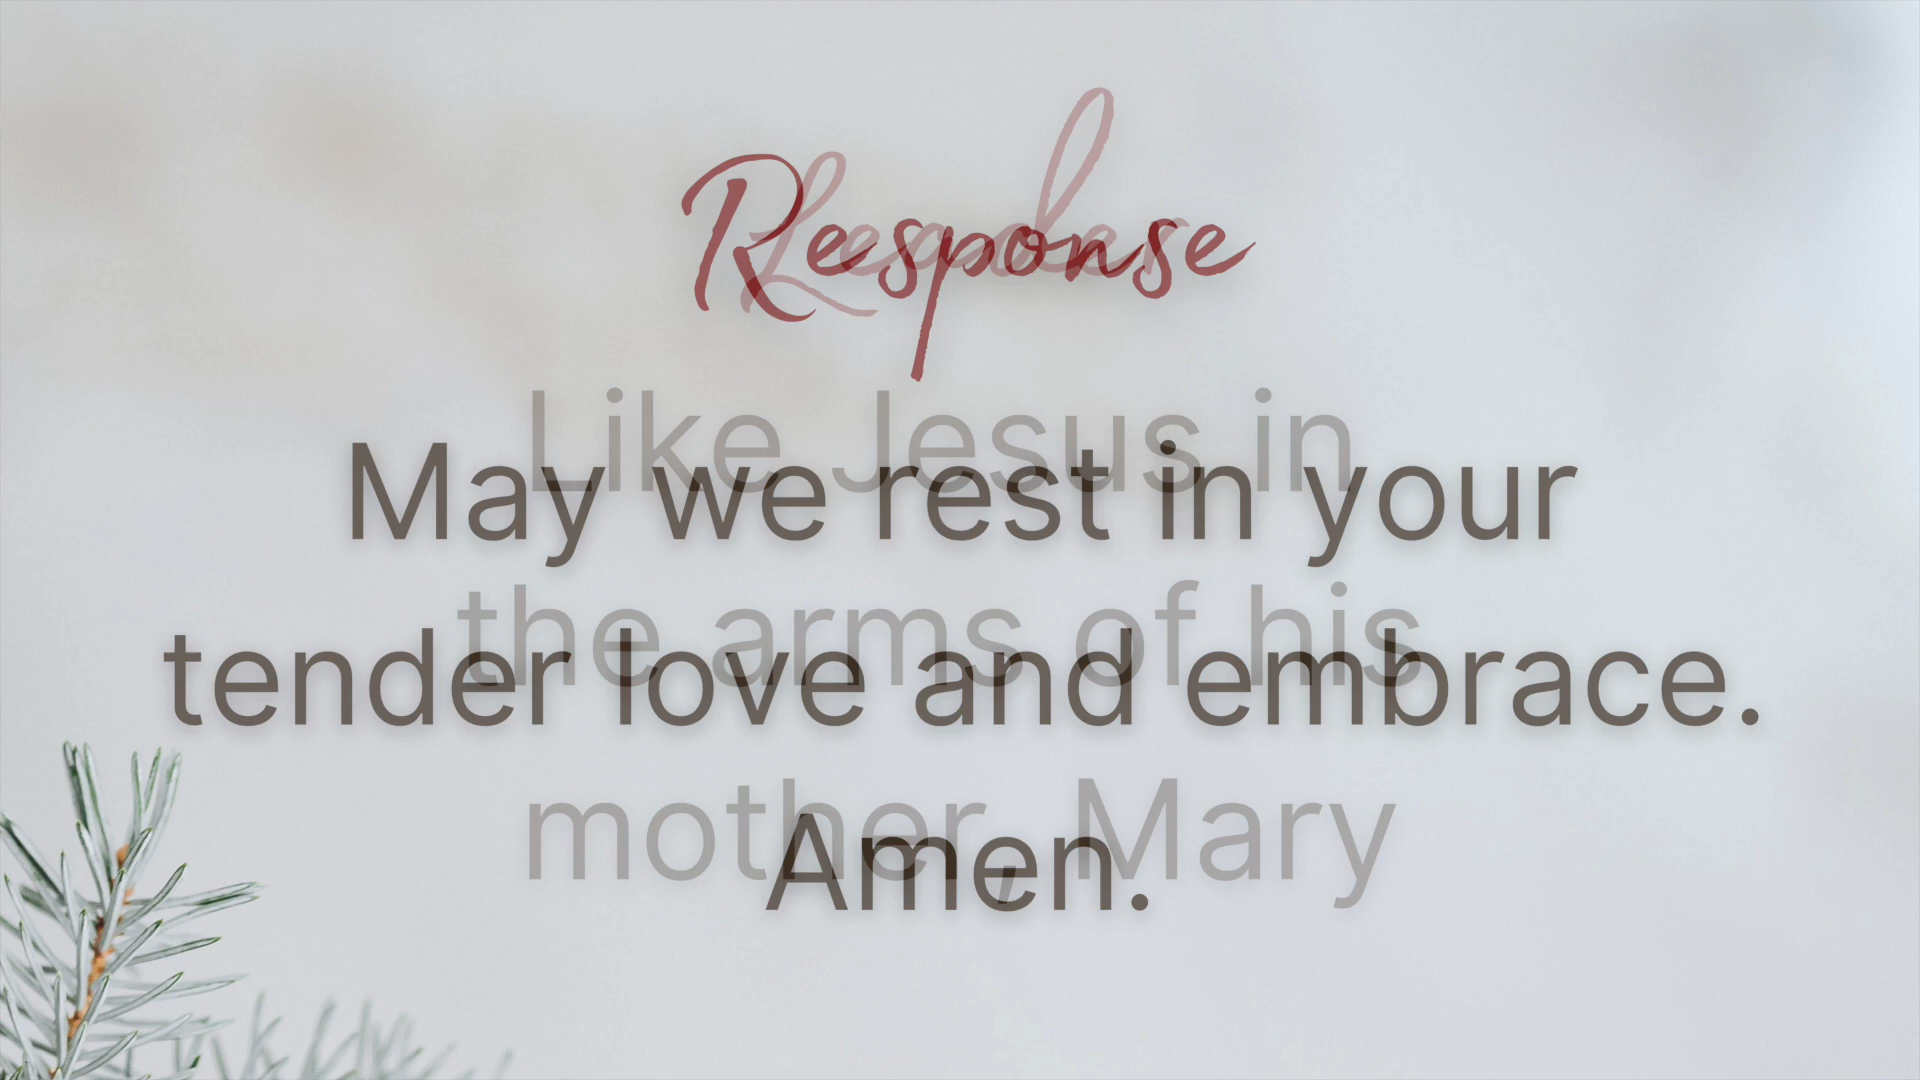 Leader
Like Jesus in
the arms of his
mother, Mary
Response
May we rest in your
tender love and embrace.
Amen.